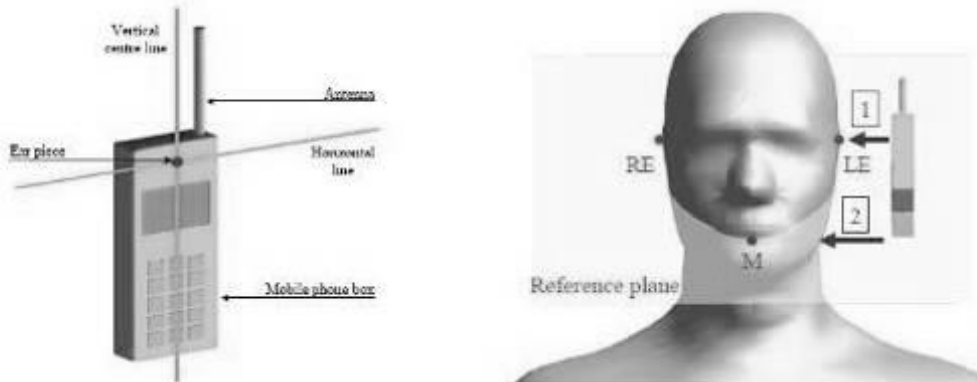 Vertical
centre line
Antenna
Ear piece
Horizontal
line
Mobile phone box
1
RE
LE
2
M
Reference plane